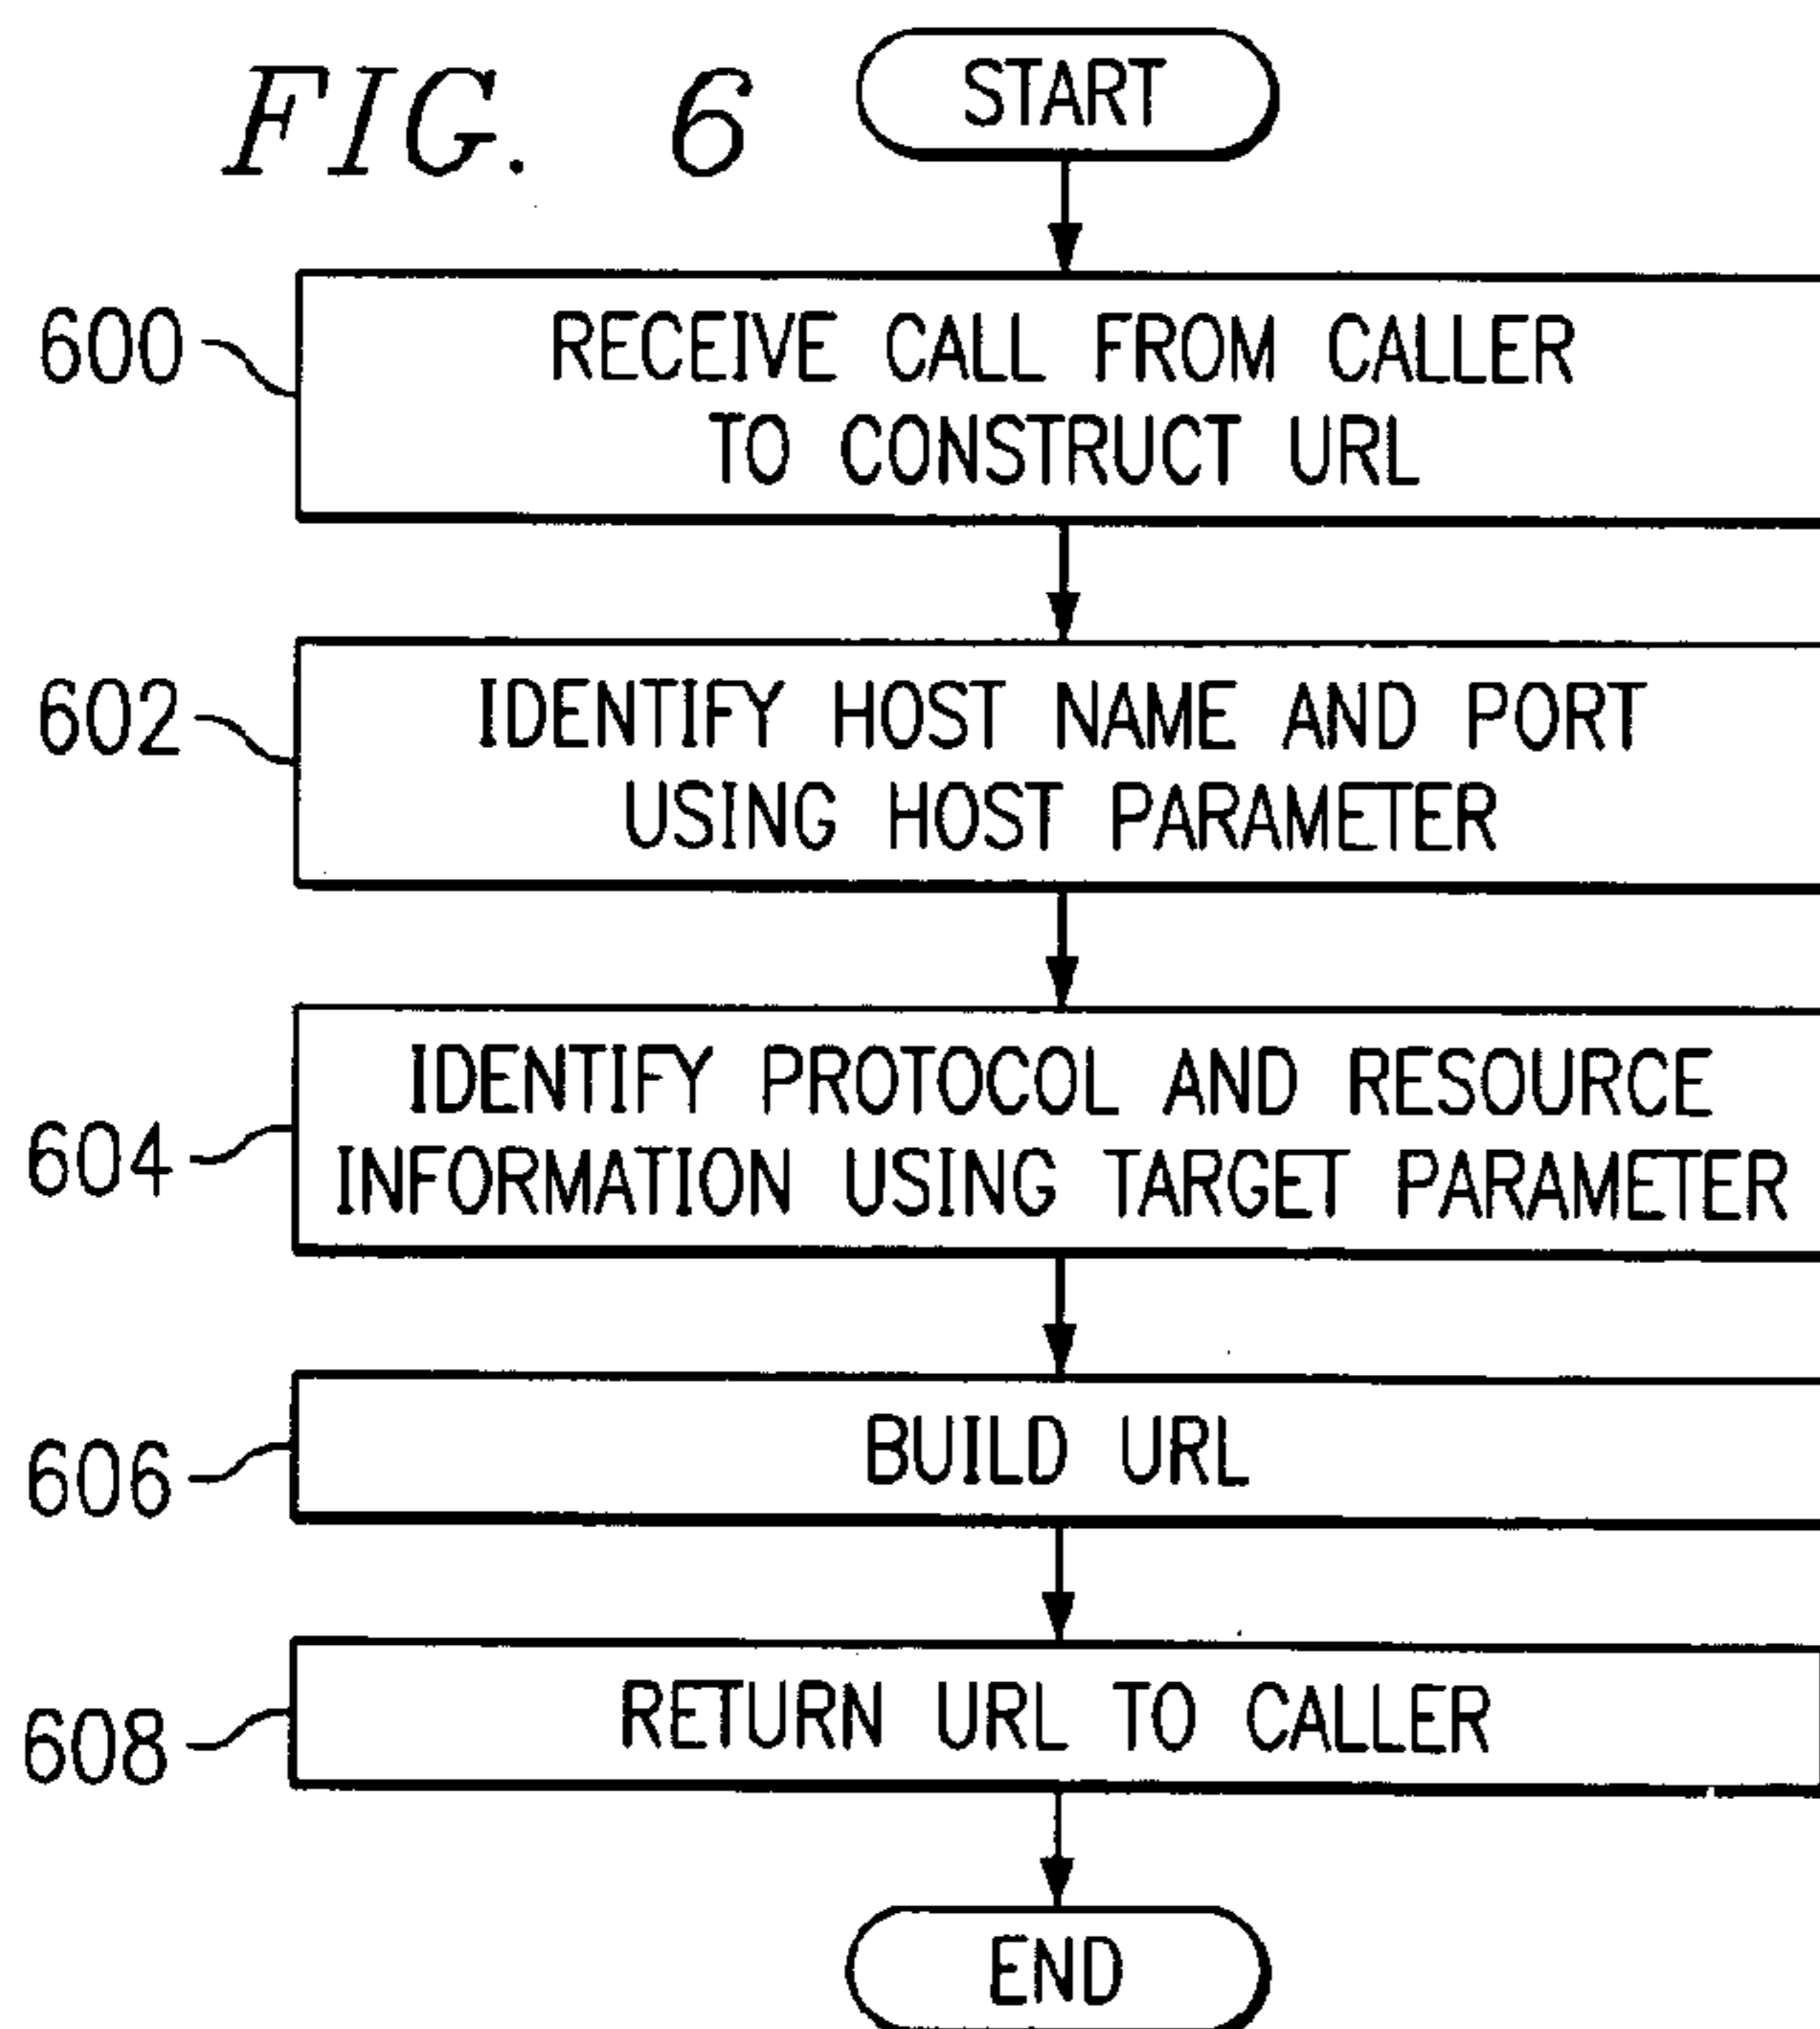 FIG. 6
START
600
RECEIVE CALL FROM CALLER
TO CONSTRUCT URL
602
IDENTIFY HOST NAME AND PORT
USING HOST PARAMETER
604
IDENTIFY PROTOCOL AND RESOURCE
INFORMATION USING TARGET PARAMETER
606
BUILD URL
608
RETURN URL TO CALLER
END